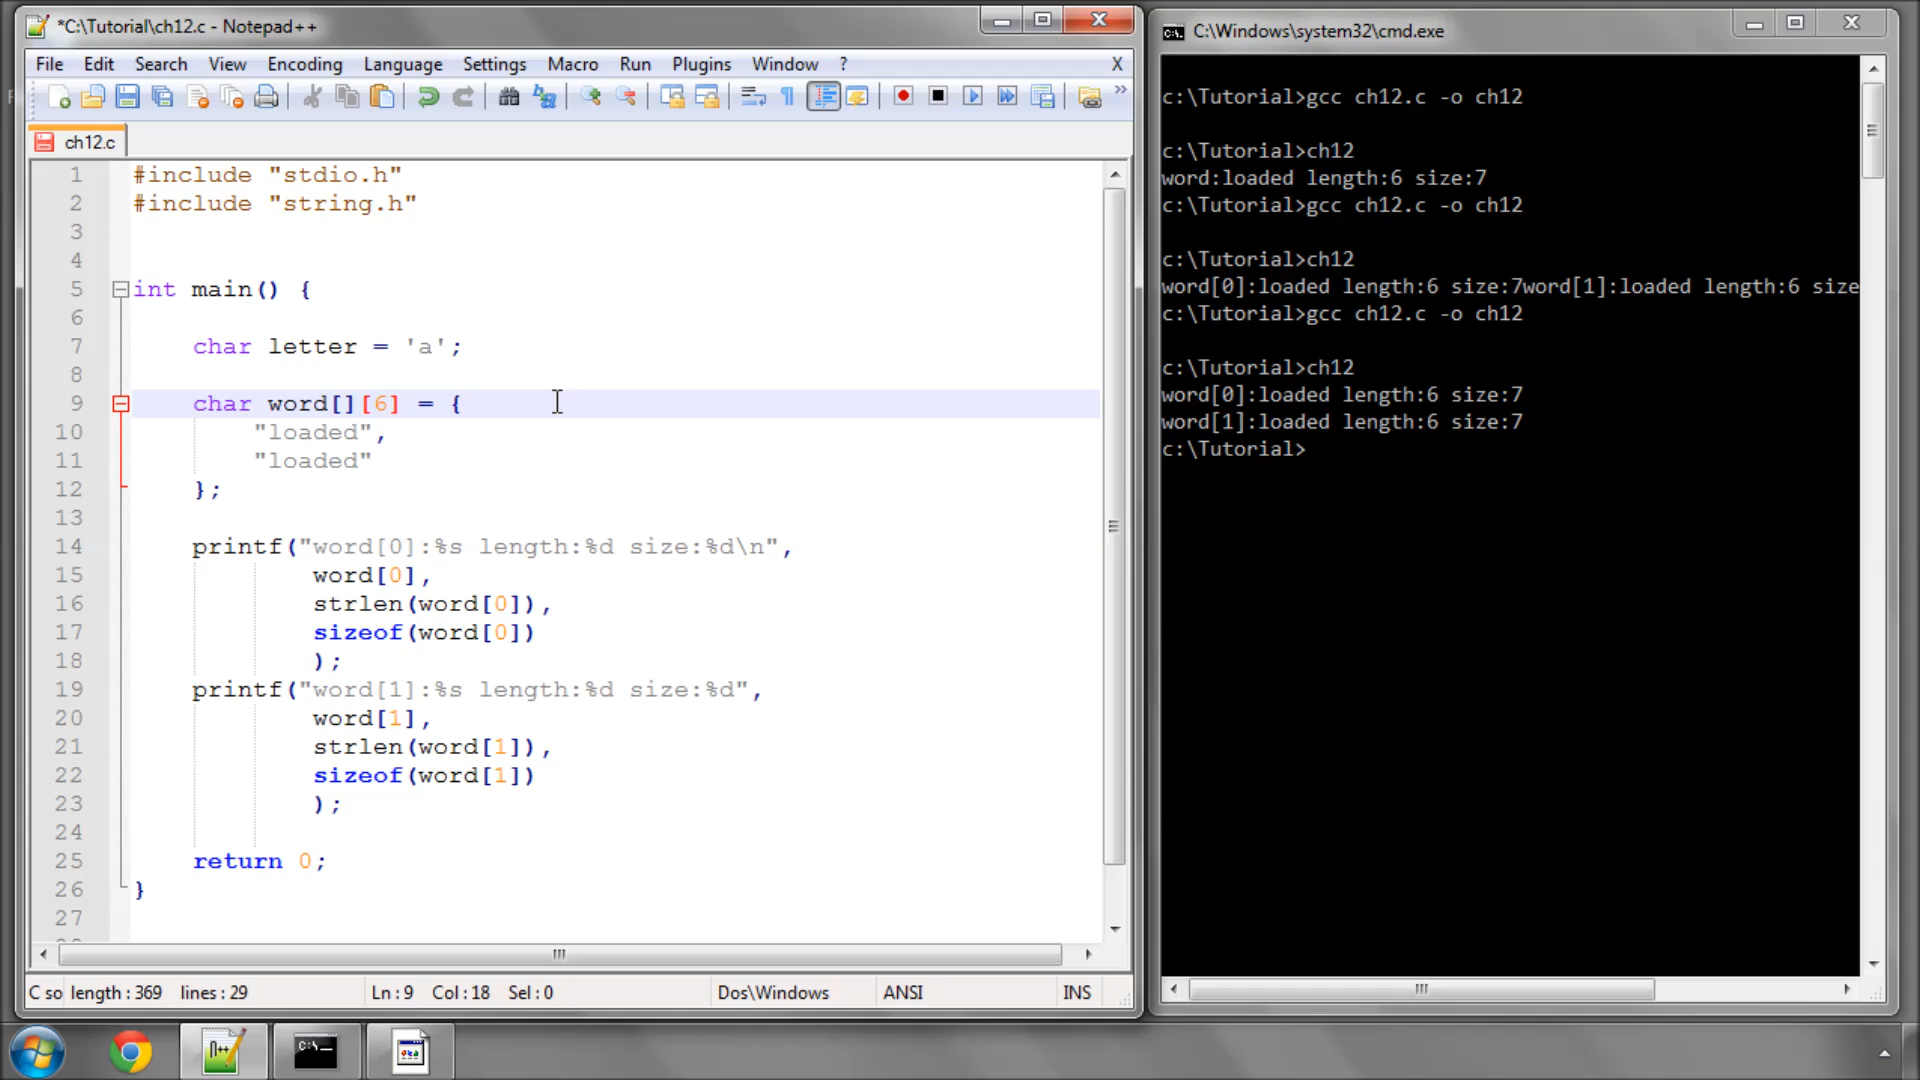 *C:\Tutorial\ch12.c - Notepad++
File Edit Search View Encoding Language Settings Macro Run Plugins Window ? X
ch12.c
1 #include "stdio.h"
2 #include "string.h"
3
4
5 int main() {
6
7 char letter = 'a';
8
9 char word[][6] = {
10 "loaded",
11 "loaded"
12 };
13
14 printf("word[0]:%s length:%d size:%d\n",
15 word[0],
16 strlen(word[0]),
17 sizeof(word[0])
18 );
19 printf("word[1]:%s length:%d size:%d",
20 word[1],
21 strlen(word[1]),
22 sizeof(word[1])
23 );
24
25 return 0;
26 }
27
C so length : 369 lines : 29 Ln : 9 Col : 18 Sel : 0 Dos\Windows ANSI INS
C:\Windows\system32\cmd.exe
c:\Tutorial>gcc ch12.c -o ch12
c:\Tutorial>ch12
word:loaded length:6 size:7
c:\Tutorial>gcc ch12.c -o ch12
c:\Tutorial>ch12
word[0]:loaded length:6 size:7word[1]:loaded length:6 size
c:\Tutorial>gcc ch12.c -o ch12
c:\Tutorial>ch12
word[0]:loaded length:6 size:7
word[1]:loaded length:6 size:7
c:\Tutorial>